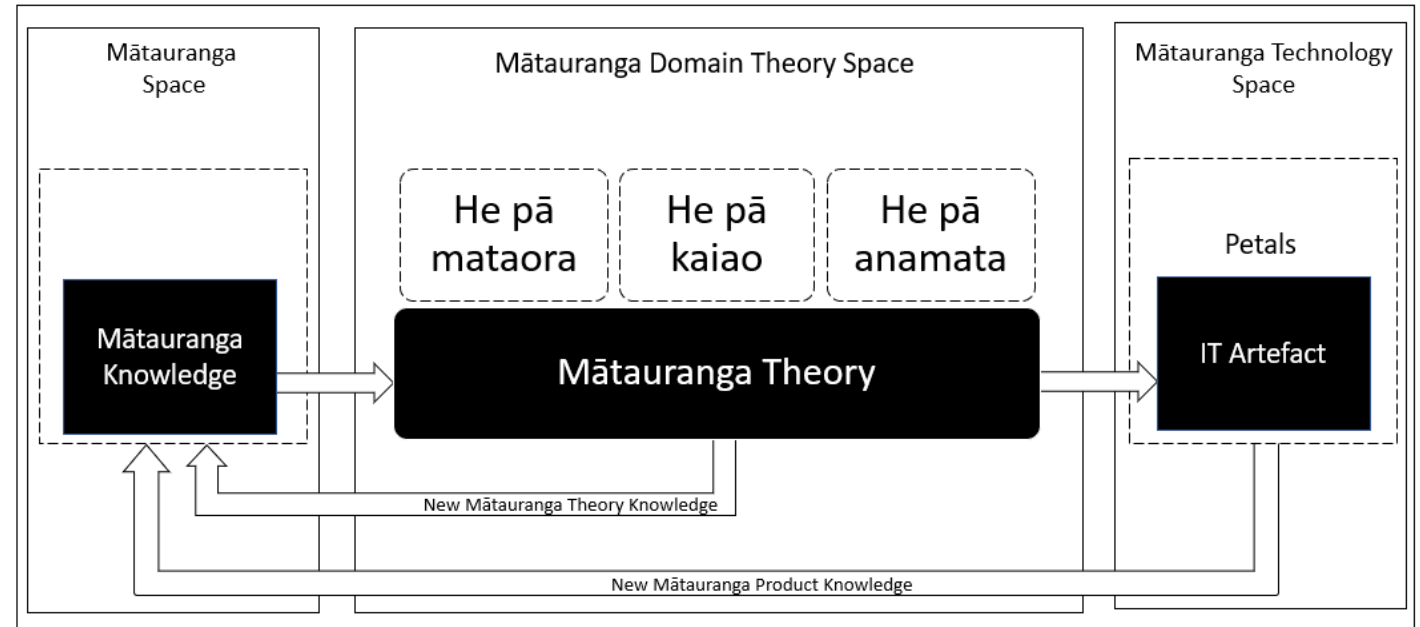 Mātauranga
Space
Mātauranga Domain Theory Space
Mātauranga Technology
Space
He pā
mataora
He pā
kaiao
He pā
anamata
Petals
Mātauranga
Knowledge
Mātauranga Theory
IT Artefact
New Mātauranga Theory Knowledge
New Mātauranga Product Knowledge